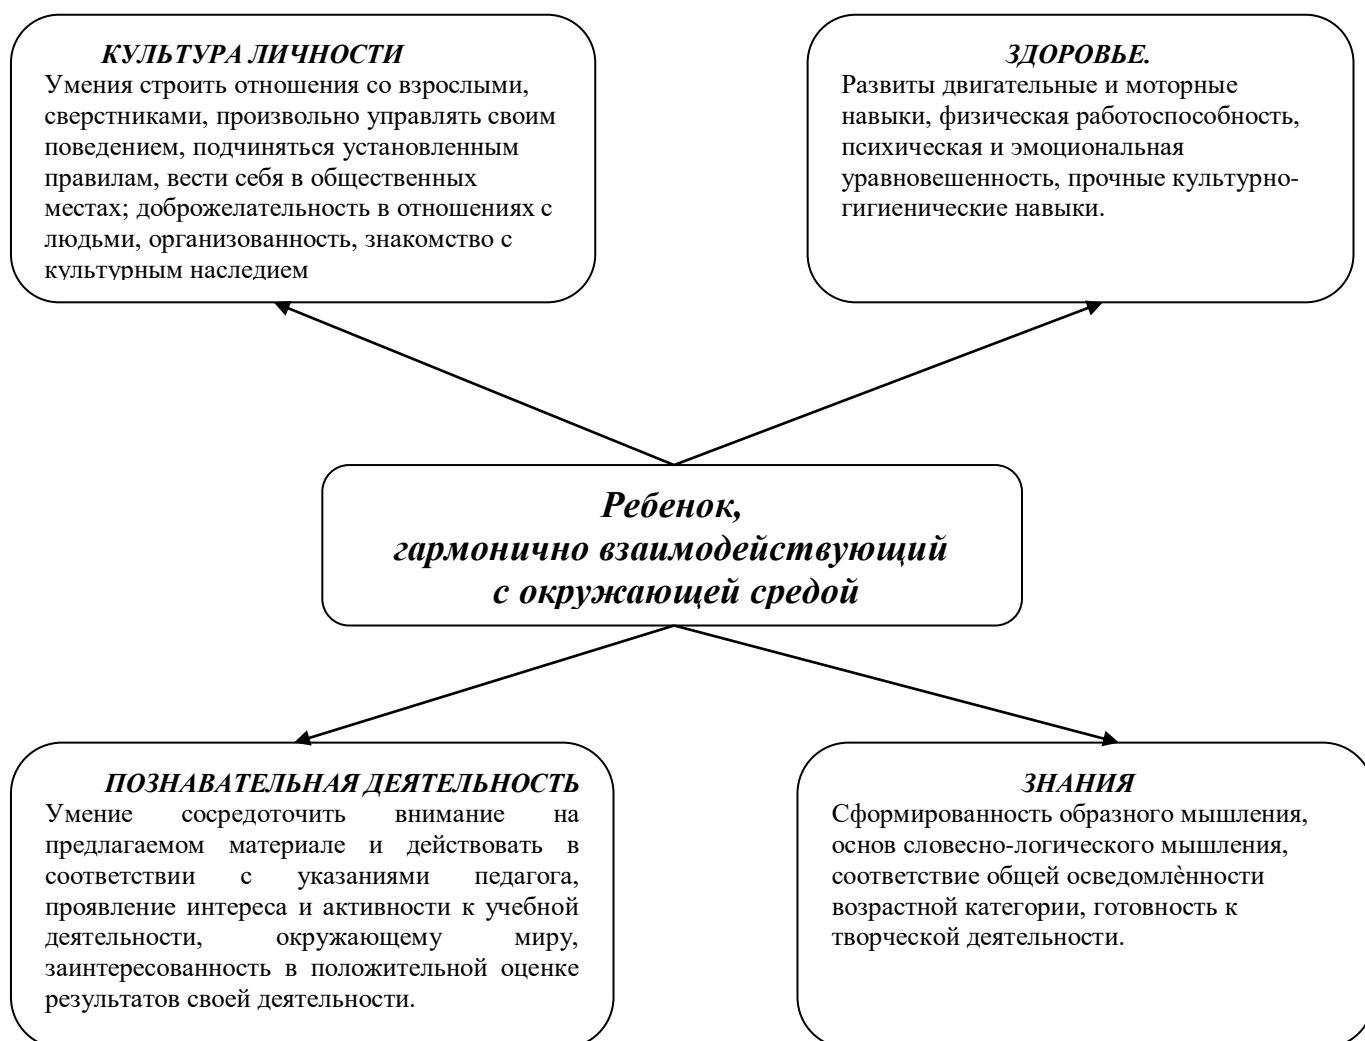 КУЛЬТУРА ЛИЧНОСТИ
Умения строить отношения со взрослыми,
сверстниками, произвольно управлять своим
поведением, подчиняться установленным
правилам, вести себя в общественных
местах; доброжелательность в отношениях с
людьми, организованность, знакомство с
культурным наследием
ЗДОРОВЬЕ.
Развиты двигательные и моторные
навыки, физическая работоспособность,
психическая и эмоциональная
уравновешенность, прочные культурно-
гигиенические навыки.
Ребенок,
гармонично взаимодействующий
с окружающей средой
ПОЗНАВАТЕЛЬНАЯ ДЕЯТЕЛЬНОСТЬ
Умение сосредоточить внимание на
предлагаемом материале и действовать в
соответствии с указаниями педагога,
проявление интереса и активности к учебной
деятельности, окружающему миру,
заинтересованность в положительной оценке
результатов своей деятельности.
ЗНАНИЯ
Сформированность образного мышления,
основ словесно-логического мышления,
соответствие общей осведомлѐнности
возрастной категории, готовность к
творческой деятельности.